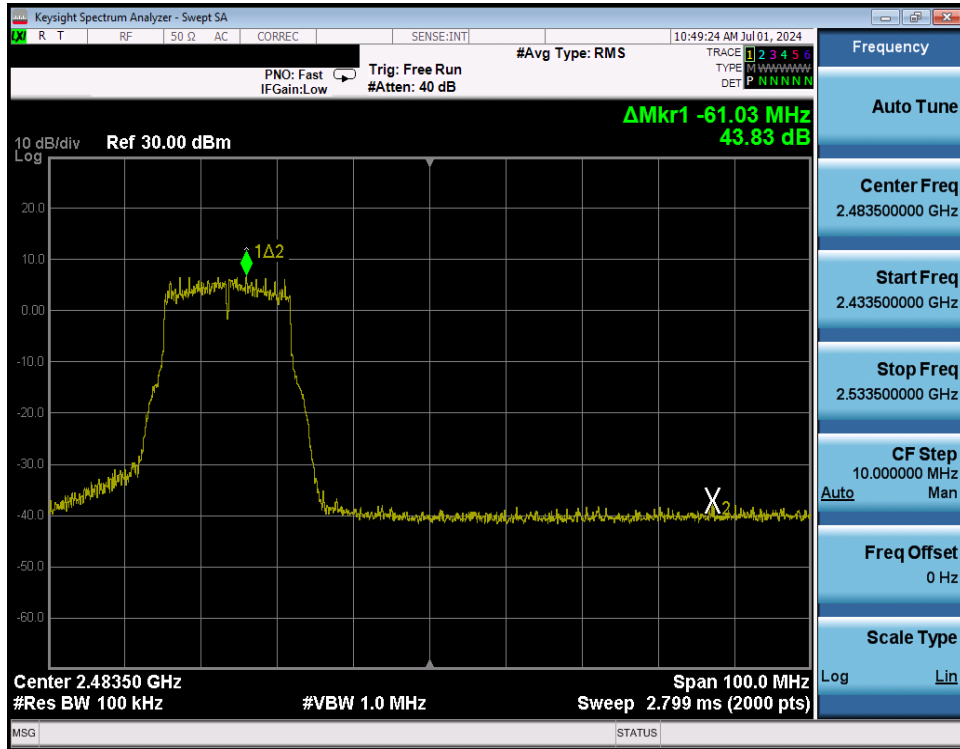 Keysight Spectrum Analyzer - Swept SA
LXI R T RF 50 Ω AC CORREC SENSE:INT 10:49:24 AM Jul 01, 2024
#Avg Type: RMS
TRACE 1 2 3 4 5 6
PNO: Fast Trig: Free Run
TYPE M W W W W W
IFGain:Low #Atten: 40 dB
DET P N N N N N
ΔMkr1 -61.03 MHz
43.83 dB
10 dB/div Ref 30.00 dBm
Log
20.0
10.0
0.00
-10.0
-20.0
-30.0
-40.0
-50.0
-60.0
1Δ2
X2
Center 2.48350 GHz Span 100.0 MHz
#Res BW 100 kHz #VBW 1.0 MHz Sweep 2.799 ms (2000 pts)
MSG STATUS
Frequency
Auto Tune
Center Freq
2.483500000 GHz
Start Freq
2.433500000 GHz
Stop Freq
2.533500000 GHz
CF Step
10.000000 MHz
Auto Man
Freq Offset
0 Hz
Scale Type
Log Lin